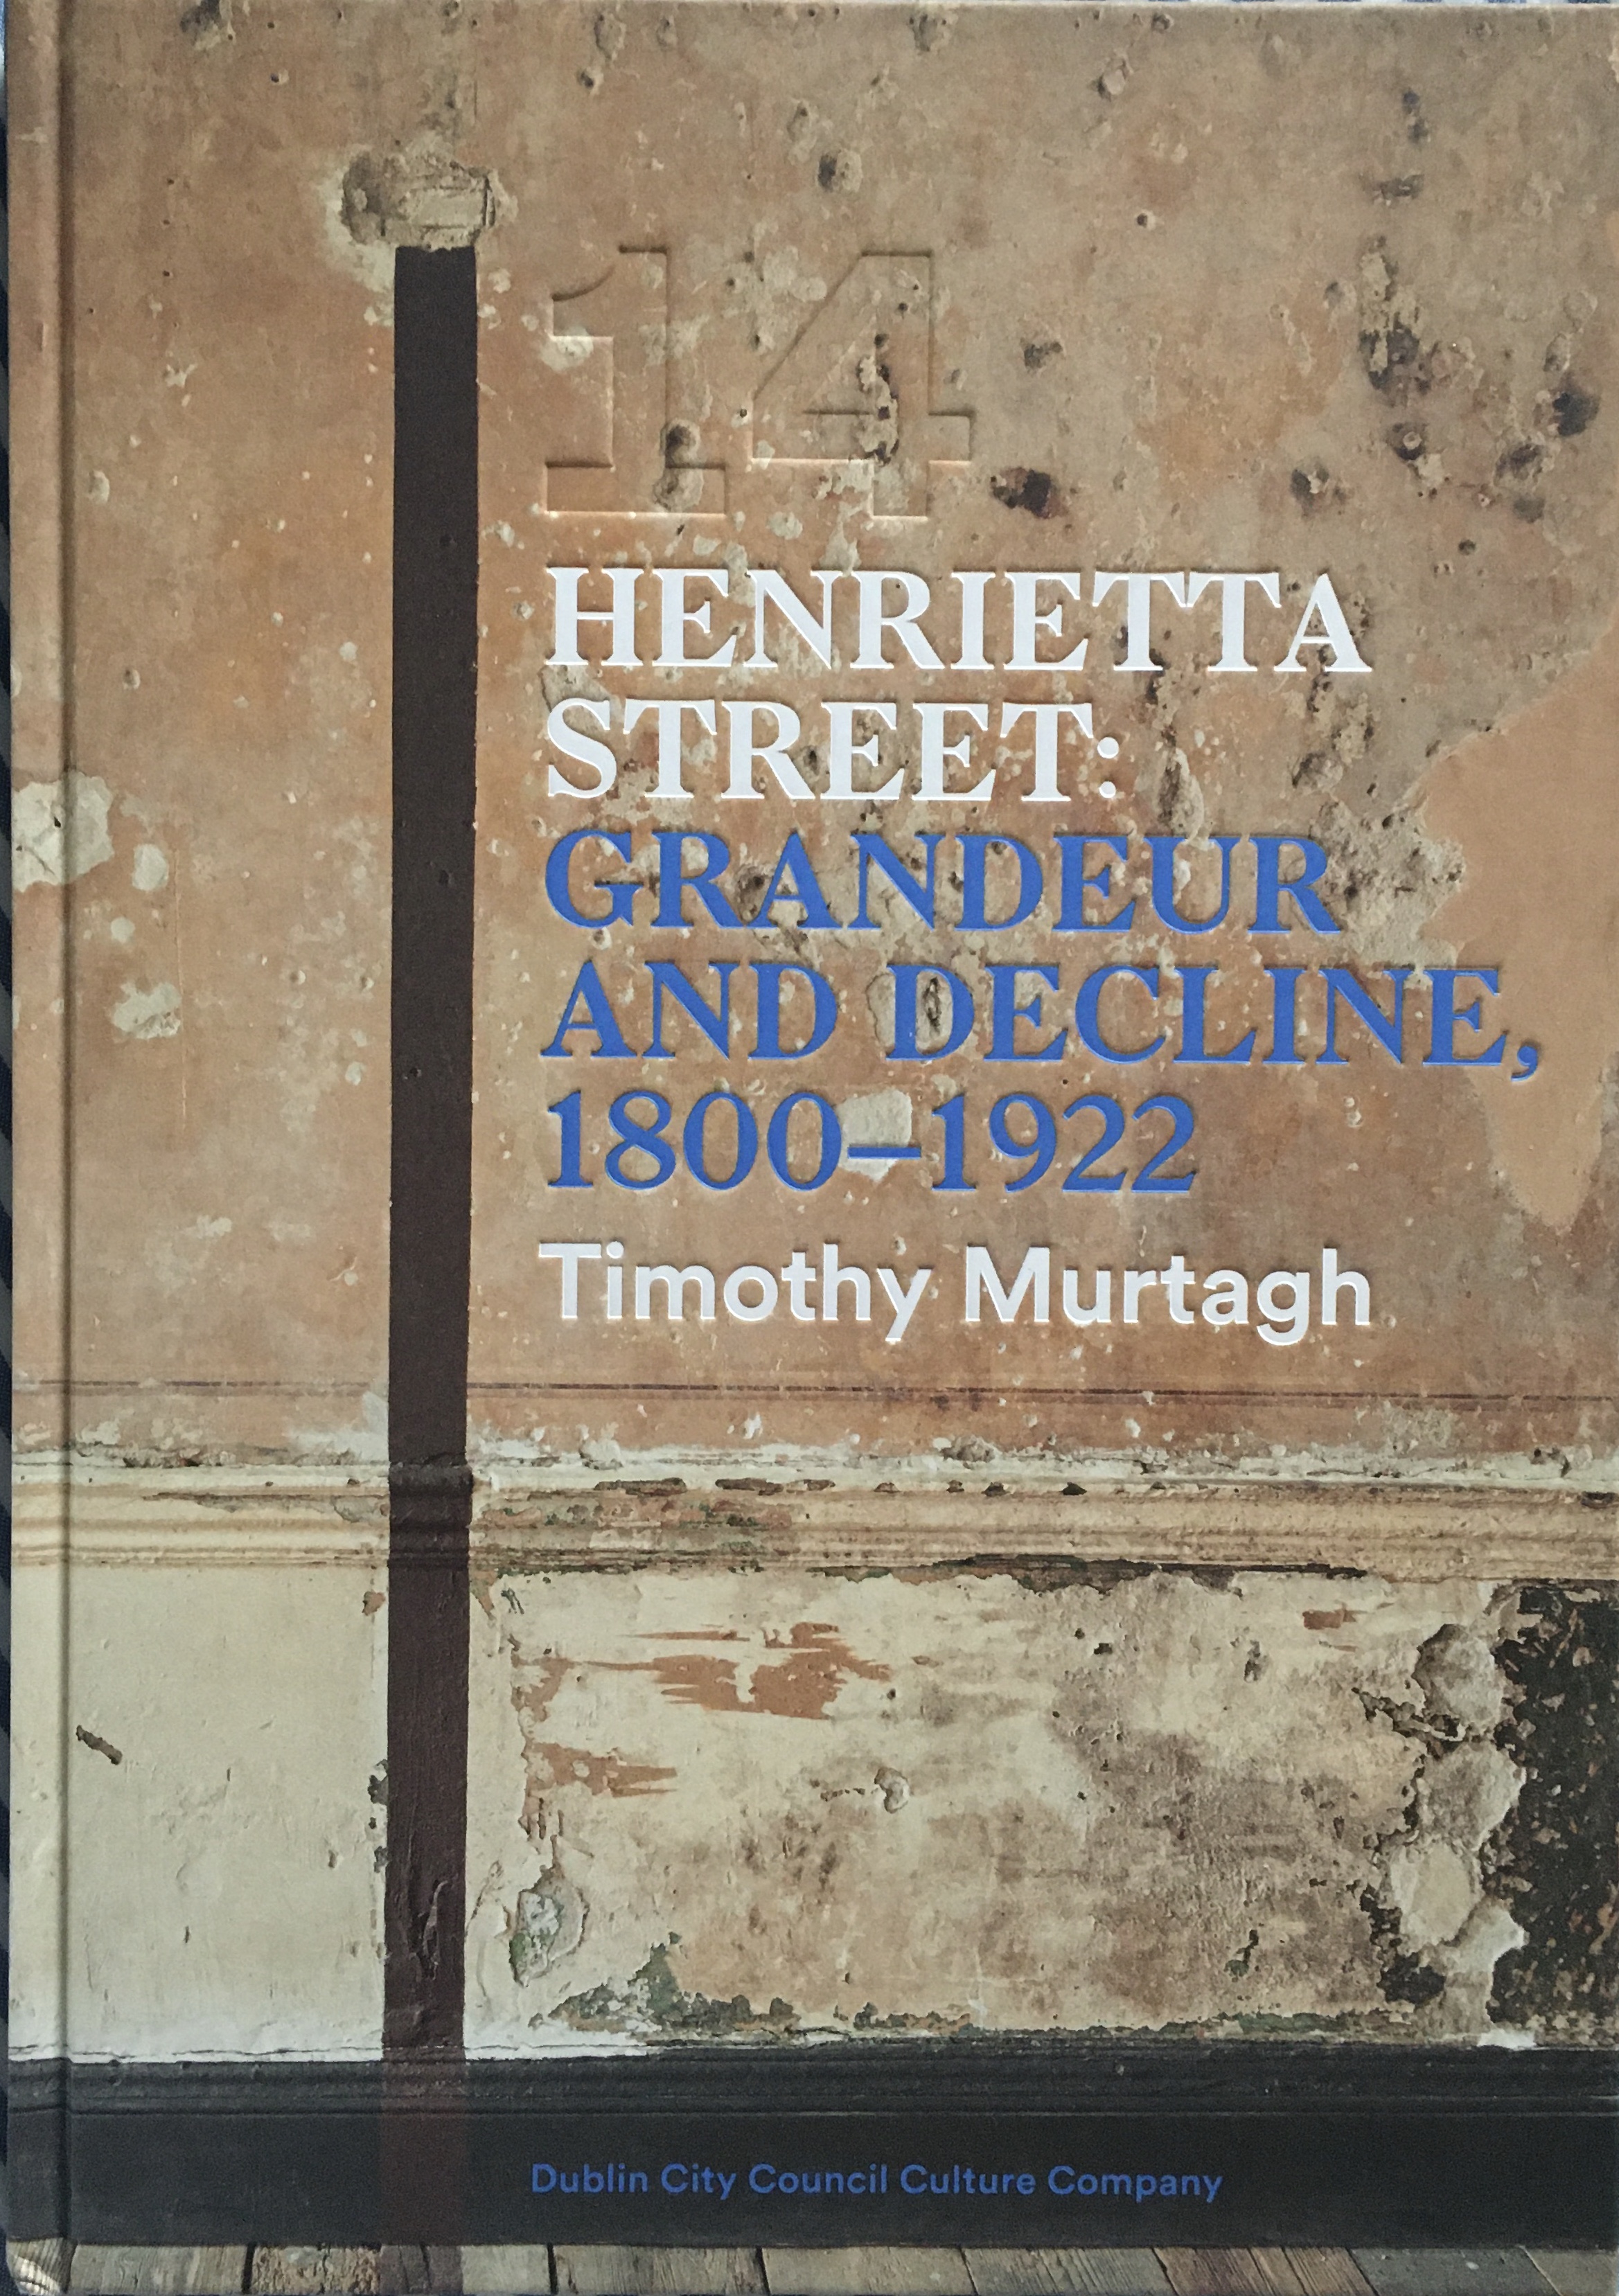 14
HENRIETTA
STREET:
GRANDEUR
AND DECLINE,
1800–1922
Timothy Murtagh
Dublin City Council Culture Company